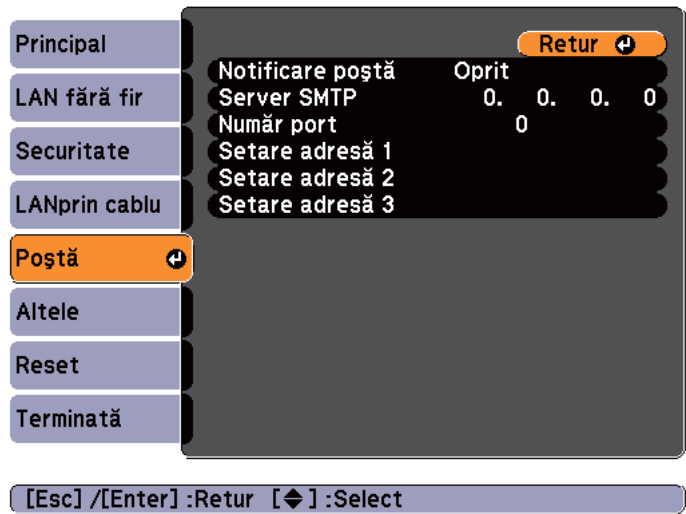 Principal
LAN fără fir
Securitate
LANprin cablu
Poştă
Altele
Reset
Terminată
Retur
Notificare poştă Oprit
Server SMTP 0. 0. 0. 0
Număr port 0
Setare adresă 1
Setare adresă 2
Setare adresă 3
[Esc] /[Enter] :Retur [◆] :Select